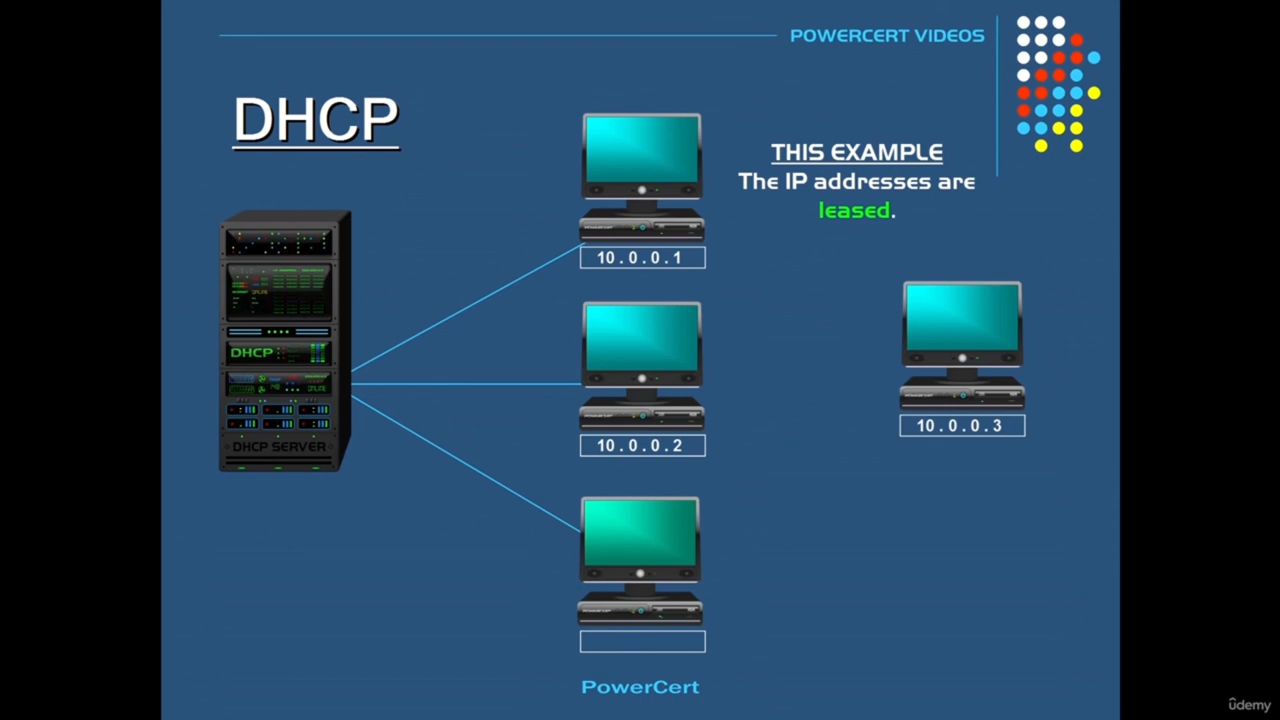 POWERCERT VIDEOS
DHCP
THIS EXAMPLE
The IP addresses are
leased.
10.0.0.1
10.0.0.2
10.0.0.3
DHCP
DHCP SERVER
PowerCert
ûdemy